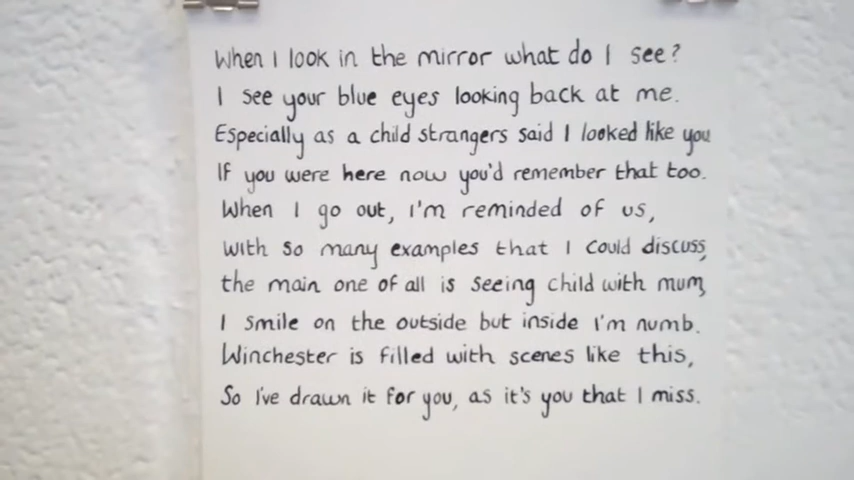 When I look in the mirror what do I see?
I see your blue eyes looking back at me.
Especially as a child strangers said I looked like you
If you were here now you'd remember that too.
When I go out, I'm reminded of us,
with so many examples that I could discuss,
the main one of all is seeing child with mum,
I smile on the outside but inside I'm numb.
Winchester is filled with scenes like this,
So I've drawn it for you, as it's you that I miss.